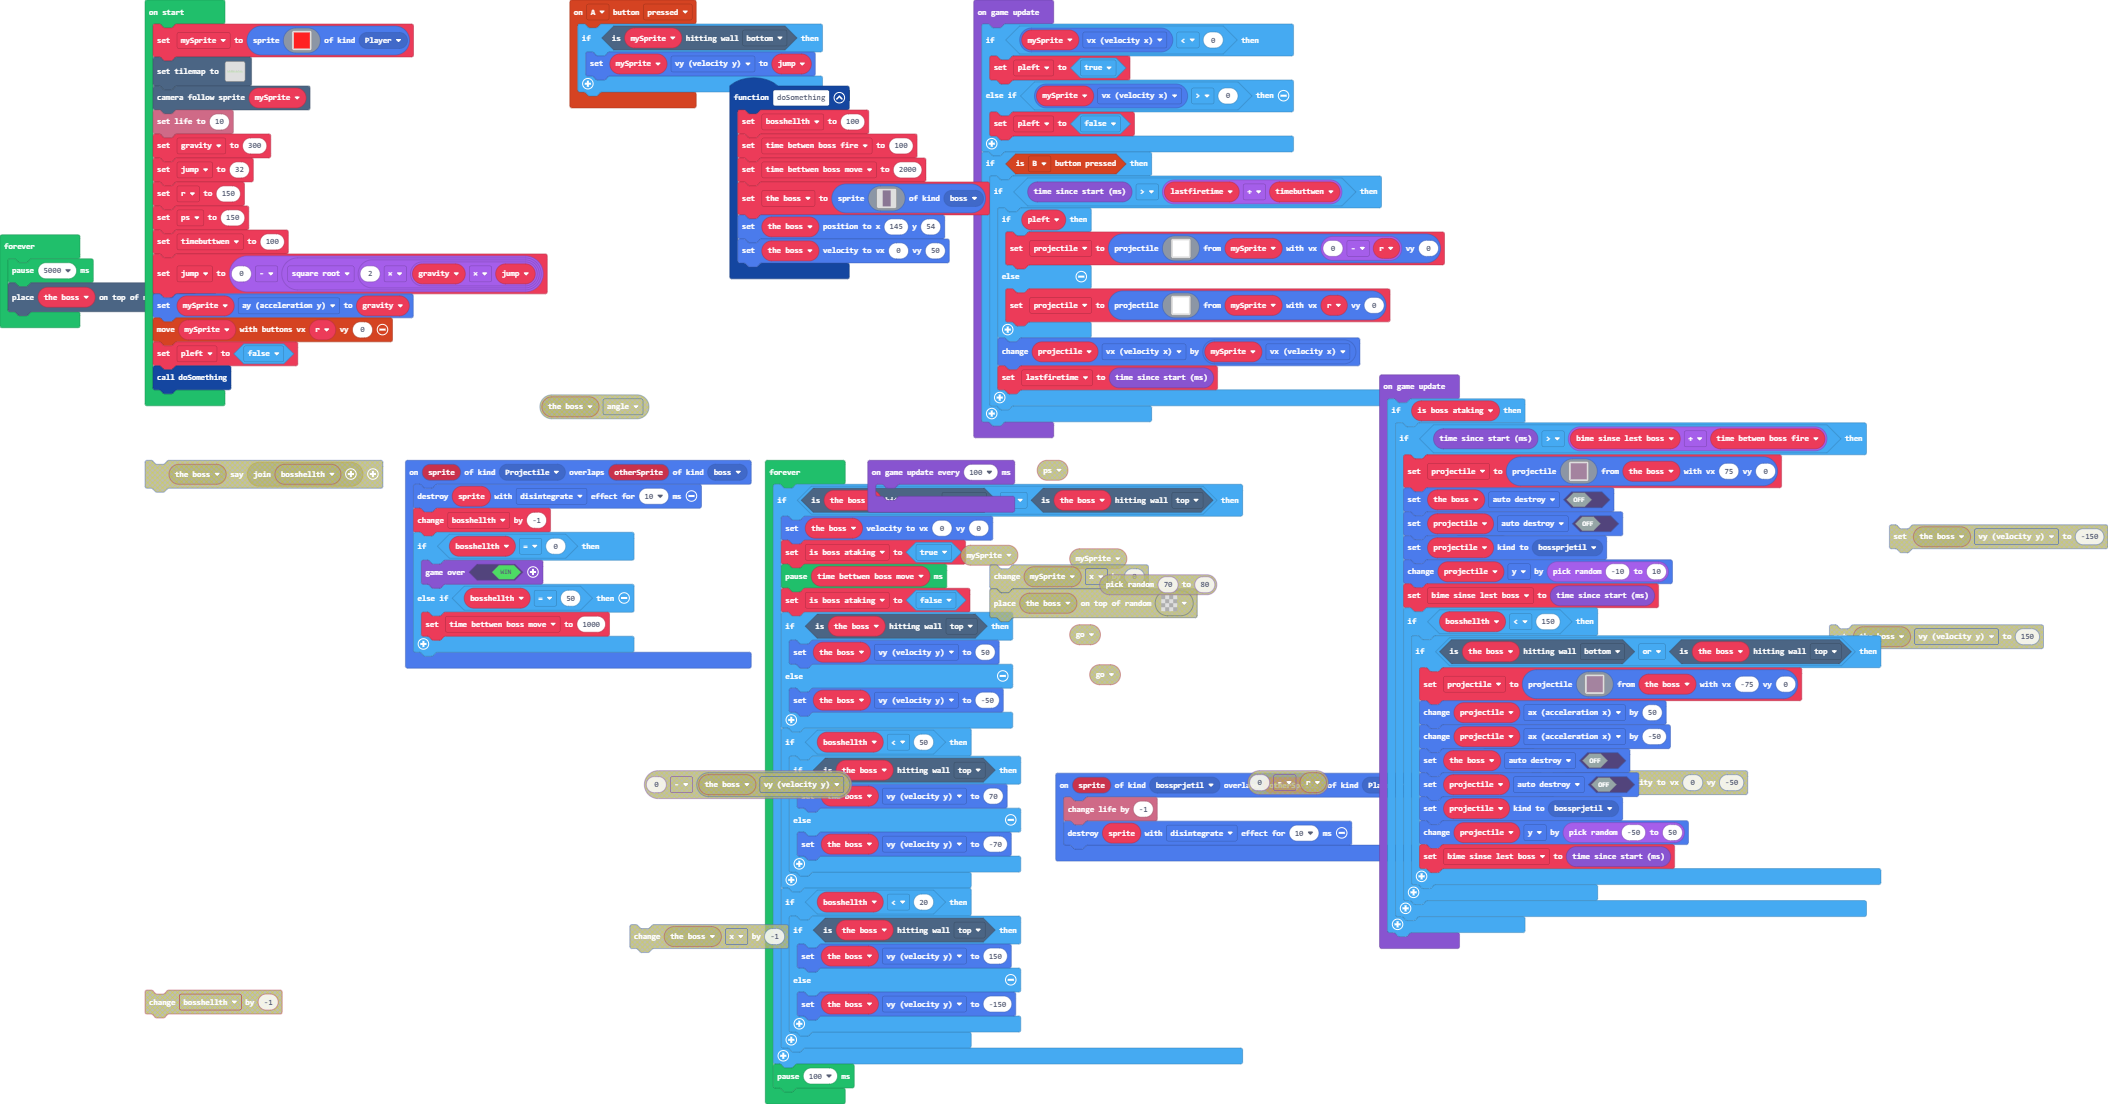 on start
set mySprite to sprite of kind Player
set tilemap to
camera follow sprite mySprite
set life to 10
set gravity to 300
set jump to 32
set r to 150
set ps to 150
set timebuttwen to 100
set jump to 0 - square root 2 × gravity × jump
set mySprite ay (acceleration y) to gravity
move mySprite with buttons vx r vy 0
set pleft to false
call doSomething
forever
pause 5000 ms
place the boss on top of
on A button pressed
if is mySprite hitting wall bottom then
set mySprite vy (velocity y) to jump
function doSomething
set bosshellth to 100
set time betwen boss fire to 100
set time bettwen boss move to 2000
set the boss to sprite of kind boss
set the boss position to x 145 y 54
set the boss velocity to vx 0 vy 50
on game update
if mySprite vx (velocity x) < 0 then
set pleft to true
else if mySprite vx (velocity x) > 0 then
set pleft to false
if is B button pressed then
if time since start (ms) > lastfiretime + timebuttwen then
if pleft then
set projectile to projectile from mySprite with vx 0 - r vy 0
else
set projectile to projectile from mySprite with vx r vy 0
change projectile vx (velocity x) by mySprite vx (velocity x)
set lastfiretime to time since start (ms)
the boss angle
the boss say join bosshellth
on sprite of kind Projectile overlaps otherSprite of kind boss
destroy sprite with disintegrate effect for 10 ms
change bosshellth by -1
if bosshellth = 0 then
game over WIN
else if bosshellth = 50 then
set time bettwen boss move to 1000
forever
if is the boss
is the boss hitting wall top then
set the boss velocity to vx 0 vy 0
set is boss ataking to true
pause time bettwen boss move ms
set is boss ataking to false
if is the boss hitting wall top then
set the boss vy (velocity y) to 50
else
set the boss vy (velocity y) to -50
if bosshellth < 50 then
if is the boss hitting wall top then
boss vy (velocity y) to 70
else
set the boss vy (velocity y) to -70
if bosshellth < 20 then
if is the boss hitting wall top then
set the boss vy (velocity y) to 150
else
set the boss vy (velocity y) to -150
pause 100 ms
on game update every 100 ms
ps
mySprite
mySprite
change mySprite x
pick random 70 to 80
place the boss on top of random
go
go
0 - the boss vy (velocity y)
change the boss x by -1
change bosshellth by -1
on sprite of kind bossprjetil
of kind
0 - r
change life by -1
destroy sprite with disintegrate effect for 10 ms
on game update
if is boss ataking then
if time since start (ms) > bime sinse lest boss + time betwen boss fire then
set projectile to projectile from the boss with vx 75 vy 0
set the boss auto destroy OFF
set projectile auto destroy OFF
set projectile kind to bossprjetil
change projectile y by pick random -10 to 10
set bime sinse lest boss to time since start (ms)
if bosshellth < 150 then
if is the boss hitting wall bottom or is the boss hitting wall top then
set projectile to projectile from the boss with vx -75 vy 0
change projectile ax (acceleration x) by 50
change projectile ax (acceleration x) by -50
set the boss auto destroy OFF
set projectile auto destroy OFF
set projectile kind to bossprjetil
change projectile y by pick random -50 to 50
set bime sinse lest boss to time since start (ms)
set the boss vy (velocity y) to -150
boss vy (velocity y) to 150
to vx 0 vy -50